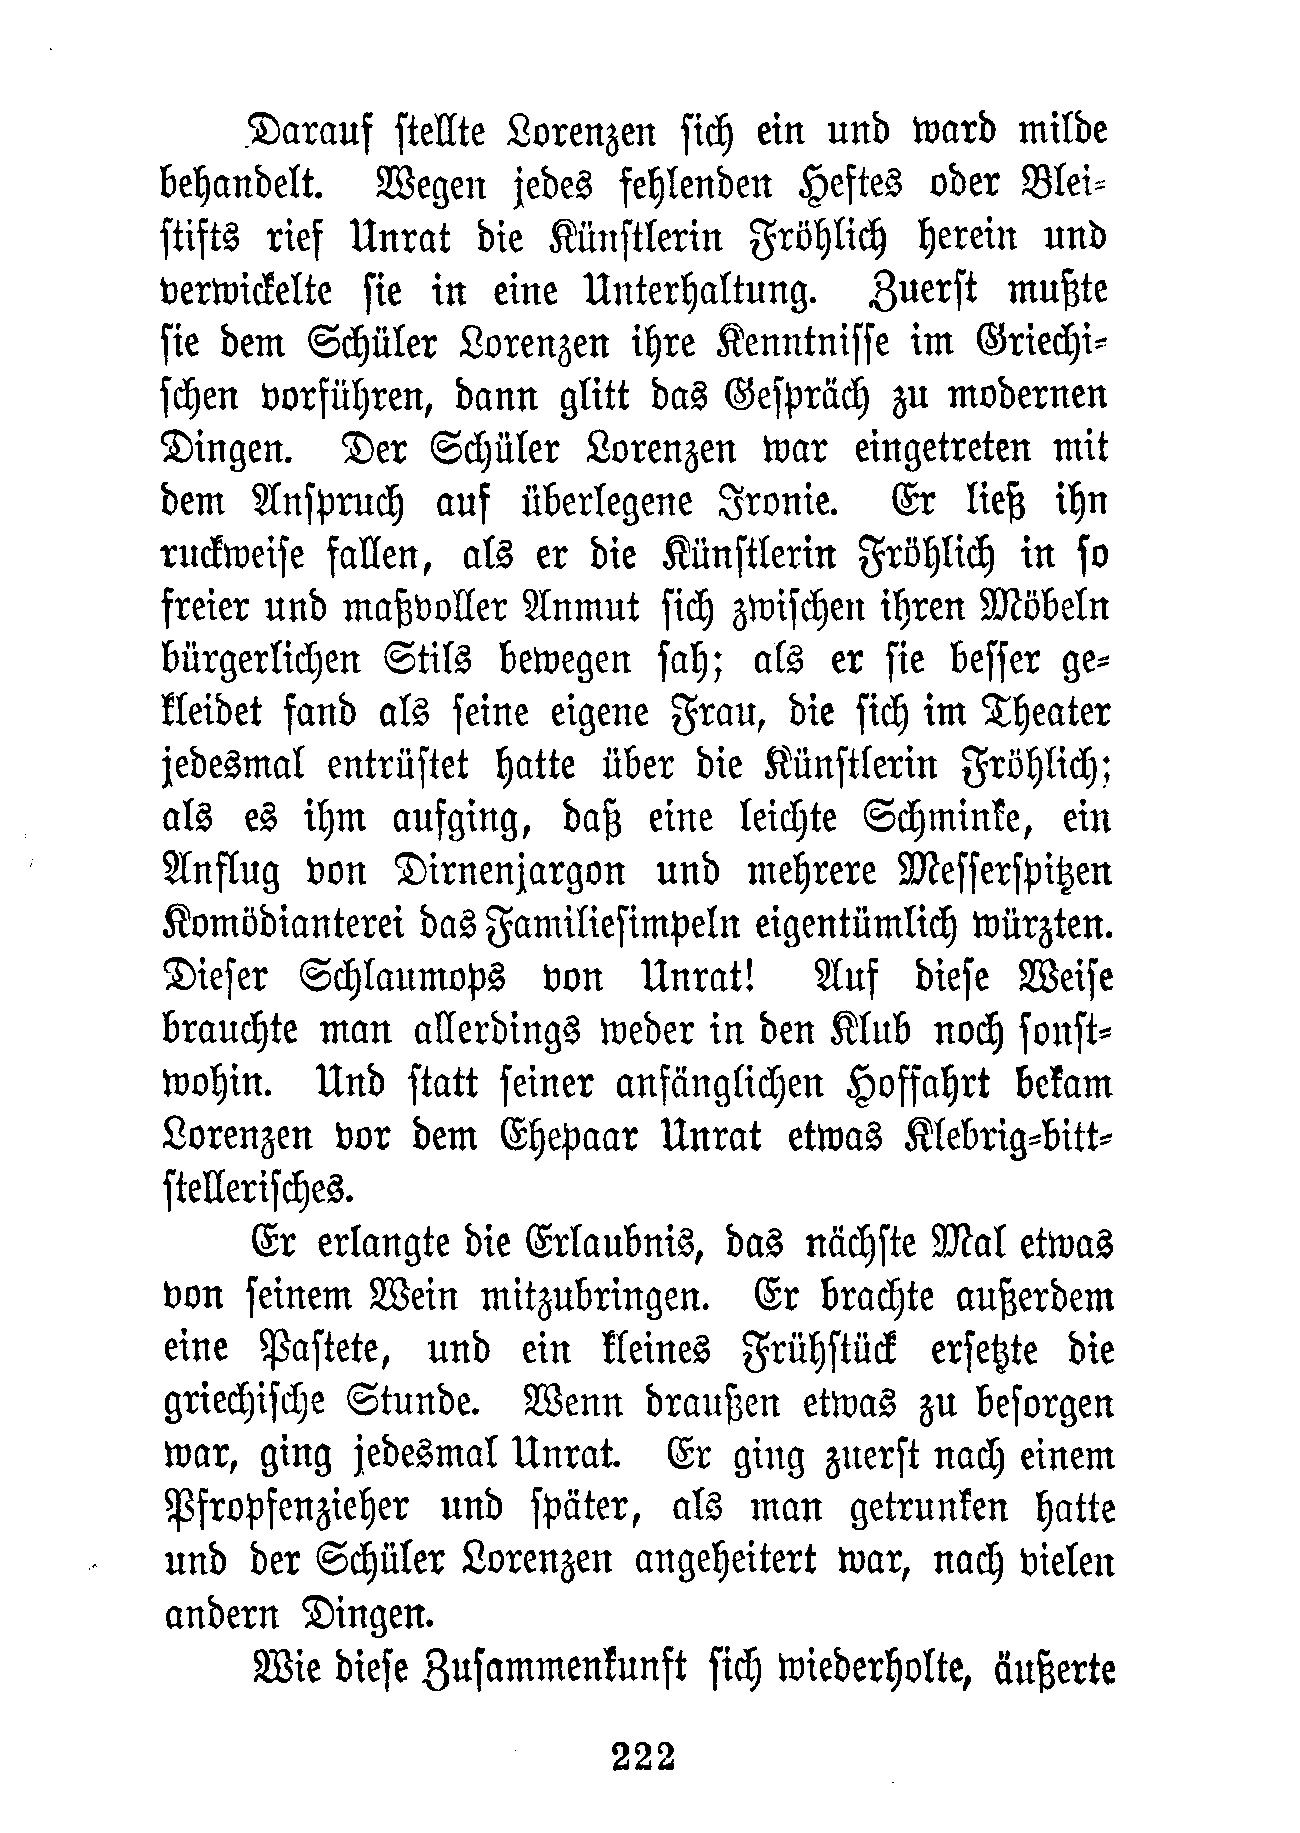 Darauf ſtellte Lorenzen ſich ein und ward milde
behandelt. Wegen jedes fehlenden Heftes oder Blei⸗
ſtifts rief Unrat die Künſtlerin Fröhlich herein und
verwickelte ſie in eine Unterhaltung. Zuerſt mußte
ſie dem Schüler Lorenzen ihre Kenntniſſe im Griechi⸗
ſchen vorführen, dann glitt das Geſpräch zu modernen
Dingen. Der Schüler Lorenzen war eingetreten mit
dem Anſpruch auf überlegene Ironie. Er ließ ihn
ruckweiſe fallen, als er die Künſtlerin Fröhlich in ſo
freier und maßvoller Anmut ſich zwiſchen ihren Möbeln
bürgerlichen Stils bewegen ſah; als er ſie beſſer ge⸗
kleidet fand als ſeine eigene Frau, die ſich im Theater
jedesmal entrüſtet hatte über die Künſtlerin Fröhlich;
als es ihm aufging, daß eine leichte Schminke, ein
Anflug von Dirnenjargon und mehrere Meſſerſpitzen
Komödianterei das Familieſimpeln eigentümlich würzten.
Dieſer Schlaumops von Unrat! Auf dieſe Weiſe
brauchte man allerdings weder in den Klub noch ſonſt⸗
wohin. Und ſtatt ſeiner anfänglichen Hoffahrt bekam
Lorenzen vor dem Ehepaar Unrat etwas Klebrig⸗bitt⸗
ſtelleriſches.
Er erlangte die Erlaubnis, das nächſte Mal etwas
von ſeinem Wein mitzubringen. Er brachte außerdem
eine Paſtete, und ein kleines Frühſtück erſetzte die
griechiſche Stunde. Wenn draußen etwas zu beſorgen
war, ging jedesmal Unrat. Er ging zuerſt nach einem
Pfropfenzieher und ſpäter, als man getrunken hatte
und der Schüler Lorenzen angeheitert war, nach vielen
andern Dingen.
Wie dieſe Zuſammenkunft ſich wiederholte, äußerte
222